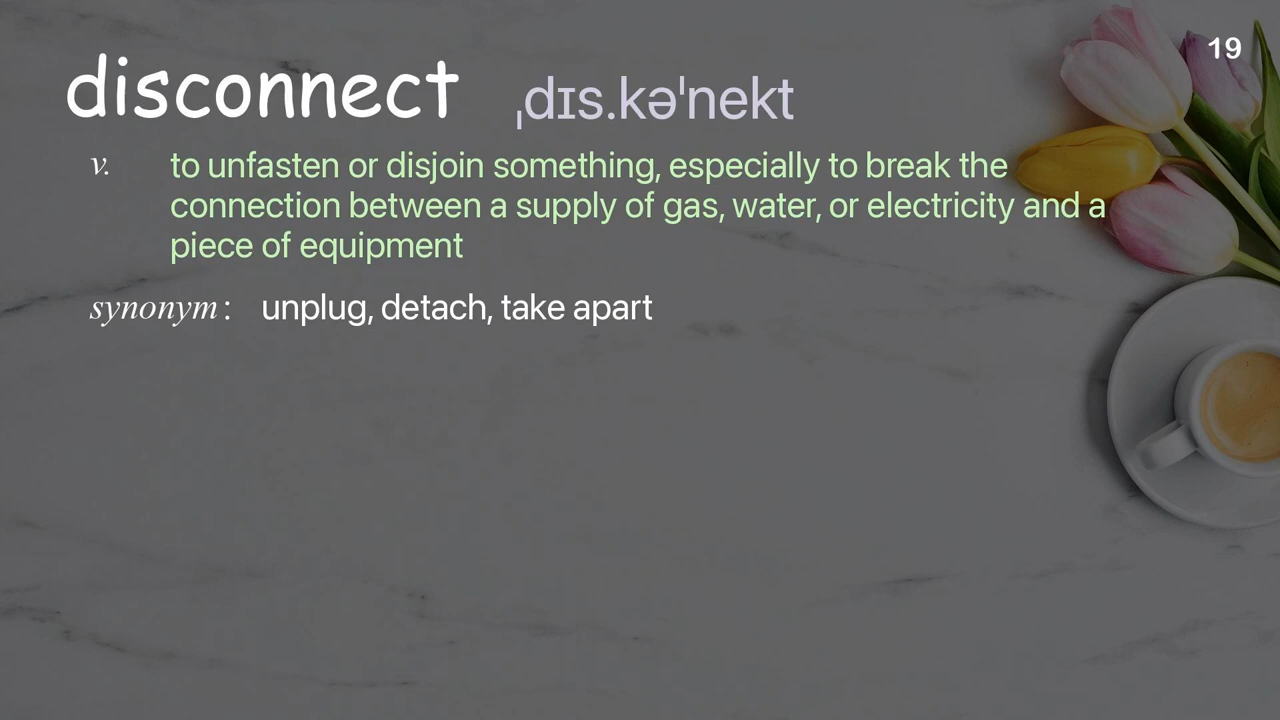 19
disconnect ˌdɪs.kəˈnekt
v. to unfasten or disjoin something, especially to break the
connection between a supply of gas, water, or electricity and a
piece of equipment
synonym: unplug, detach, take apart